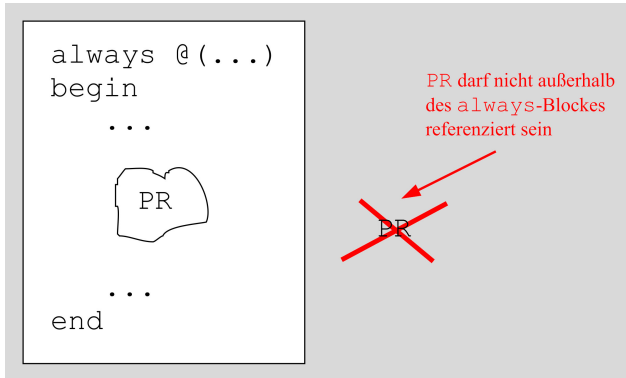 always @(...)
begin
...
PR
...
end
PR darf nicht außerhalb
des always-Blockes
referenziert sein
PR